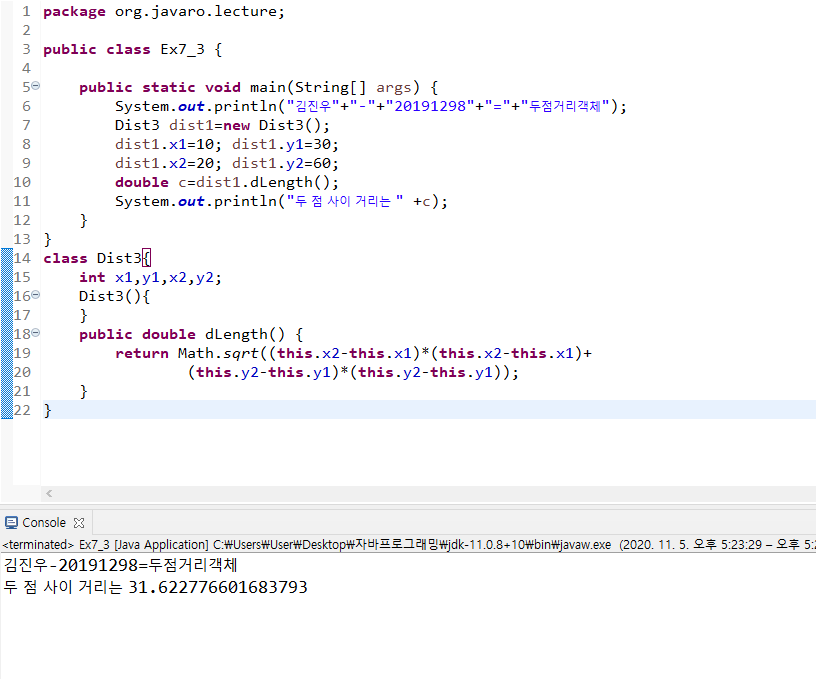 1 package org.javaro.lecture;
2
3 public class Ex7_3 {
4
5 public static void main(String[] args) {
6 System.out.println("김진우"+"-"+"20191298"+"="+"두점거리객체");
7 Dist3 dist1=new Dist3();
8 dist1.x1=10; dist1.y1=30;
9 dist1.x2=20; dist1.y2=60;
10 double c=dist1.dLength();
11 System.out.println("두 점 사이 거리는 " +c);
12 }
13 }
14 class Dist3{
15 int x1,y1,x2,y2;
16 Dist3(){
17 }
18 public double dLength() {
19 return Math.sqrt((this.x2-this.x1)*(this.x2-this.x1)+
20 (this.y2-this.y1)*(this.y2-this.y1));
21 }
22 }
Console
<terminated> Ex7_3 [Java Application] C:₩Users₩User₩Desktop₩자바프로그래밍₩jdk-11.0.8+10₩bin₩javaw.exe (2020. 11. 5. 오후 5:23:29 – 오후 5:2
김진우-20191298=두점거리객체
두 점 사이 거리는 31.622776601683793